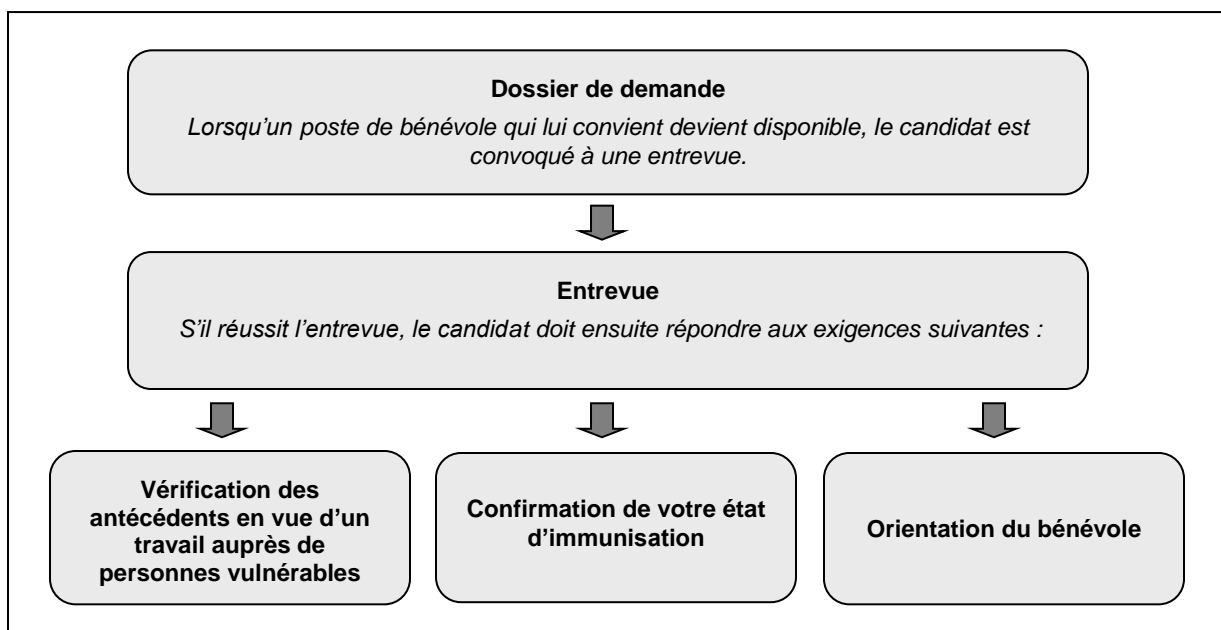 Dossier de demande
Lorsqu'un poste de bénévole qui lui convient devient disponible, le candidat est
convoqué à une entrevue.
Entrevue
S'il réussit l'entrevue, le candidat doit ensuite répondre aux exigences suivantes :
Vérification des
antécédents en vue d'un
travail auprès de
personnes vulnérables
Confirmation de votre état
d'immunisation
Orientation du bénévole